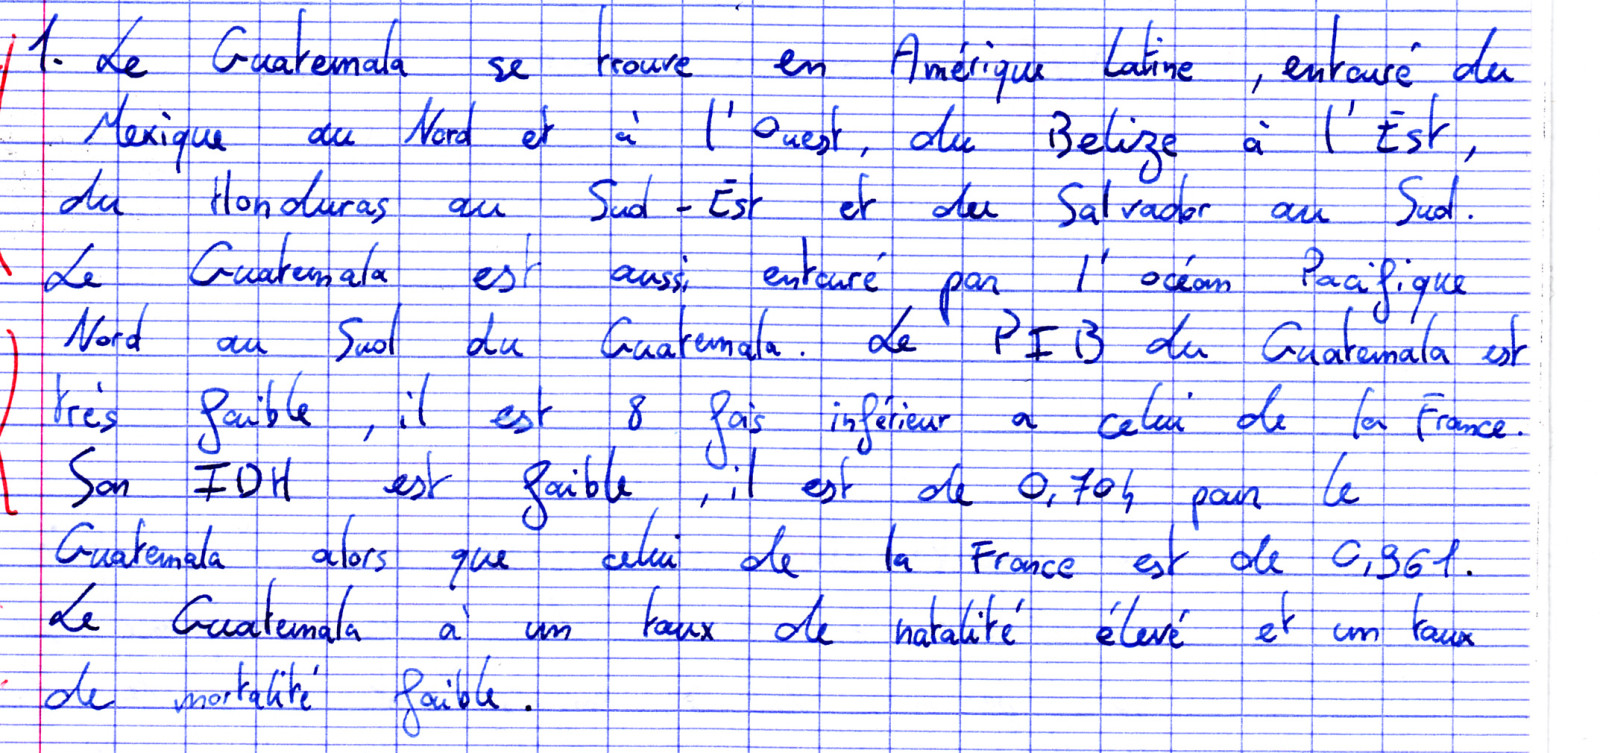 1. Le Guatemala se trouve en Amérique Latine, entouré du
Mexique au Nord et à l'Ouest, du Belize à l'Est,
du Honduras au Sud-Est et du Salvador au Sud.
Le Guatemala est aussi entouré par l'océan Pacifique
Nord au Sud du Guatemala. Le PIB du Guatemala est
très faible, il est 8 fois inférieur a celui de la France.
Son IDH est faible, il est de 0,704 pour le
Guatemala alors que celui de la France est de 0,961.
Le Guatemala à un taux de natalité élevé et un taux
de mortalité faible.